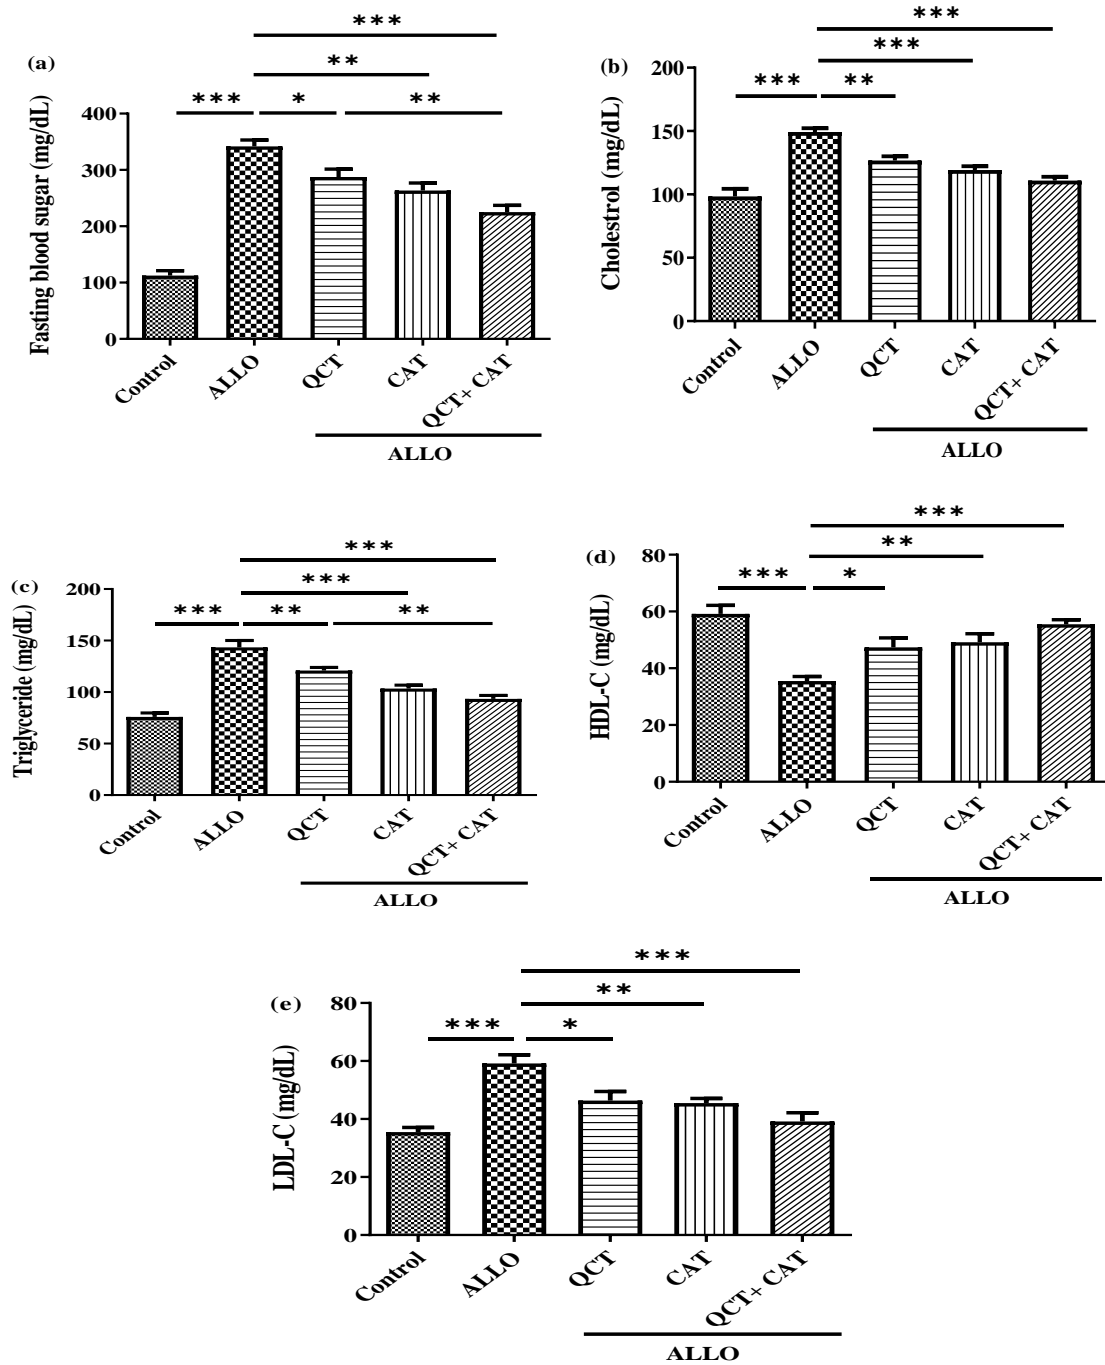 (a)
Fasting blood sugar (mg/dL)
400
300
200
100
0
***
**
*** * **
Control
ALLO
QCT
CAT
QCT+ CAT
ALLO
(b)
Cholestrol (mg/dL)
200
150
100
50
0
***
***
*** **
Control
ALLO
QCT
CAT
QCT+ CAT
ALLO
(c)
Triglyceride (mg/dL)
200
150
100
50
0
***
***
*** ** **
Control
ALLO
QCT
CAT
QCT+ CAT
ALLO
(d)
HDL-C (mg/dL)
80
60
40
20
0
***
**
*** *
Control
ALLO
QCT
CAT
QCT+ CAT
ALLO
(e)
LDL-C (mg/dL)
80
60
40
20
0
***
**
*** *
Control
ALLO
QCT
CAT
QCT+ CAT
ALLO